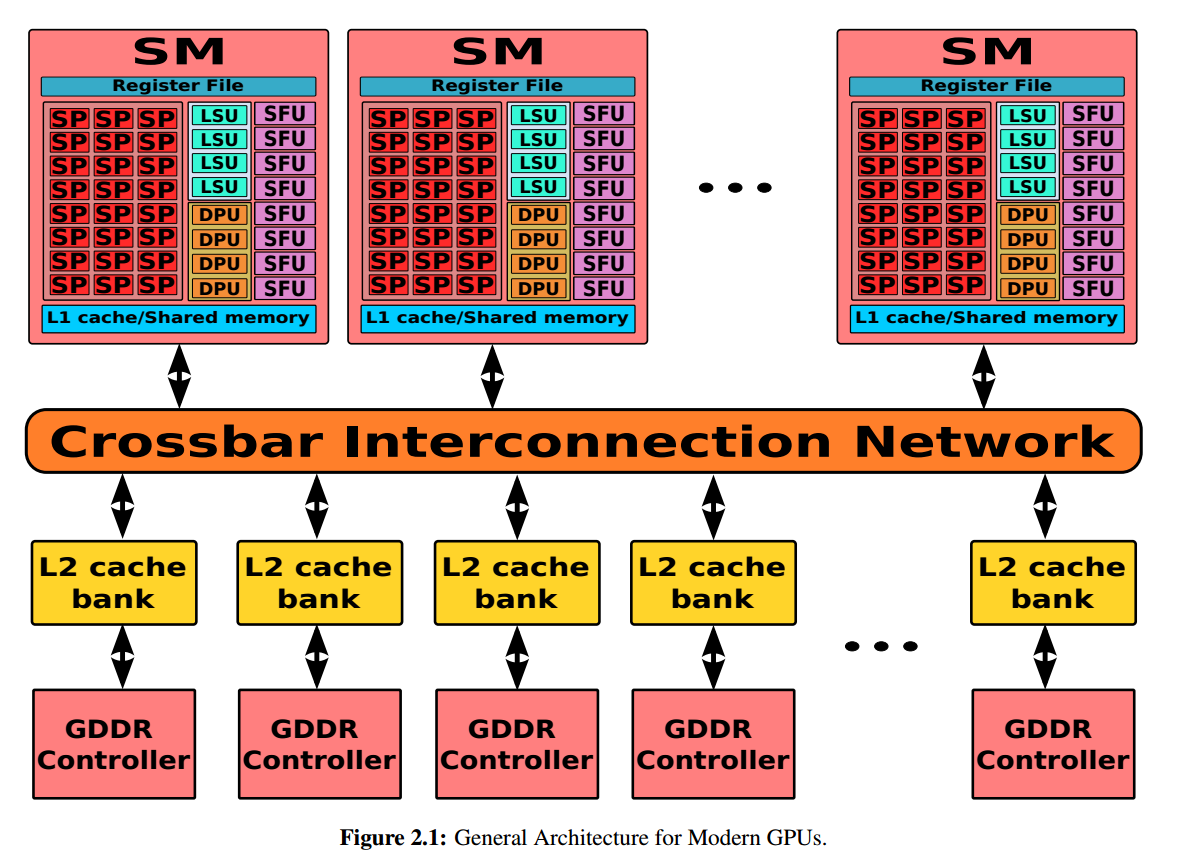 SM SM SM
Register File Register File Register File
SP SP SP LSU SFU SP SP SP LSU SFU SP SP SP LSU SFU
SP SP SP LSU SFU SP SP SP LSU SFU SP SP SP LSU SFU
SP SP SP LSU SFU SP SP SP LSU SFU SP SP SP LSU SFU
SP SP SP LSU SFU SP SP SP LSU SFU SP SP SP LSU SFU
SP SP SP DPU SFU SP SP SP DPU SFU SP SP SP DPU SFU
SP SP SP DPU SFU SP SP SP DPU SFU SP SP SP DPU SFU
SP SP SP DPU SFU SP SP SP DPU SFU SP SP SP DPU SFU
SP SP SP DPU SFU SP SP SP DPU SFU SP SP SP DPU SFU
L1 cache/Shared memory L1 cache/Shared memory L1 cache/Shared memory
Crossbar Interconnection Network
L2 cache L2 cache L2 cache L2 cache L2 cache
bank bank bank bank bank
GDDR GDDR GDDR GDDR GDDR
Controller Controller Controller Controller Controller
Figure 2.1: General Architecture for Modern GPUs.